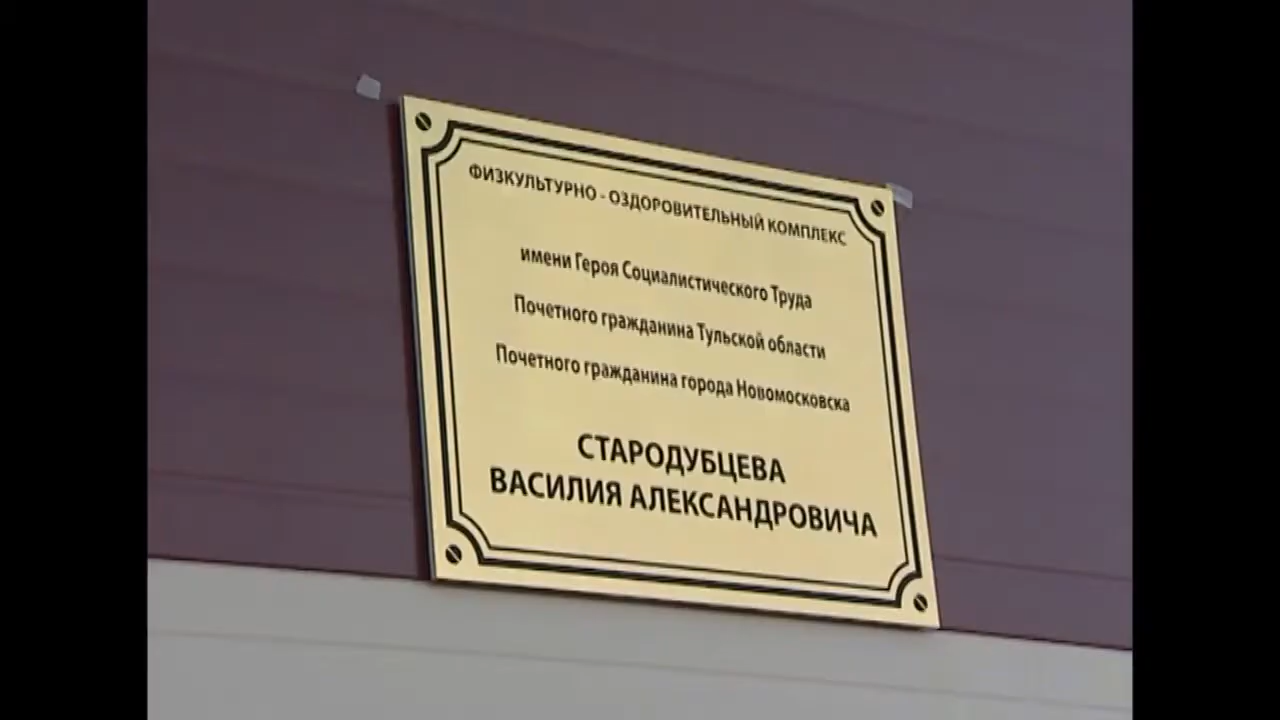 ФИЗКУЛЬТУРНО - ОЗДОРОВИТЕЛЬНЫЙ КОМПЛЕКС
имени Героя Социалистического Труда
Почетного гражданина Тульской области
Почетного гражданина города Новомосковска
СТАРОДУБЦЕВА
ВАСИЛИЯ АЛЕКСАНДРОВИЧА